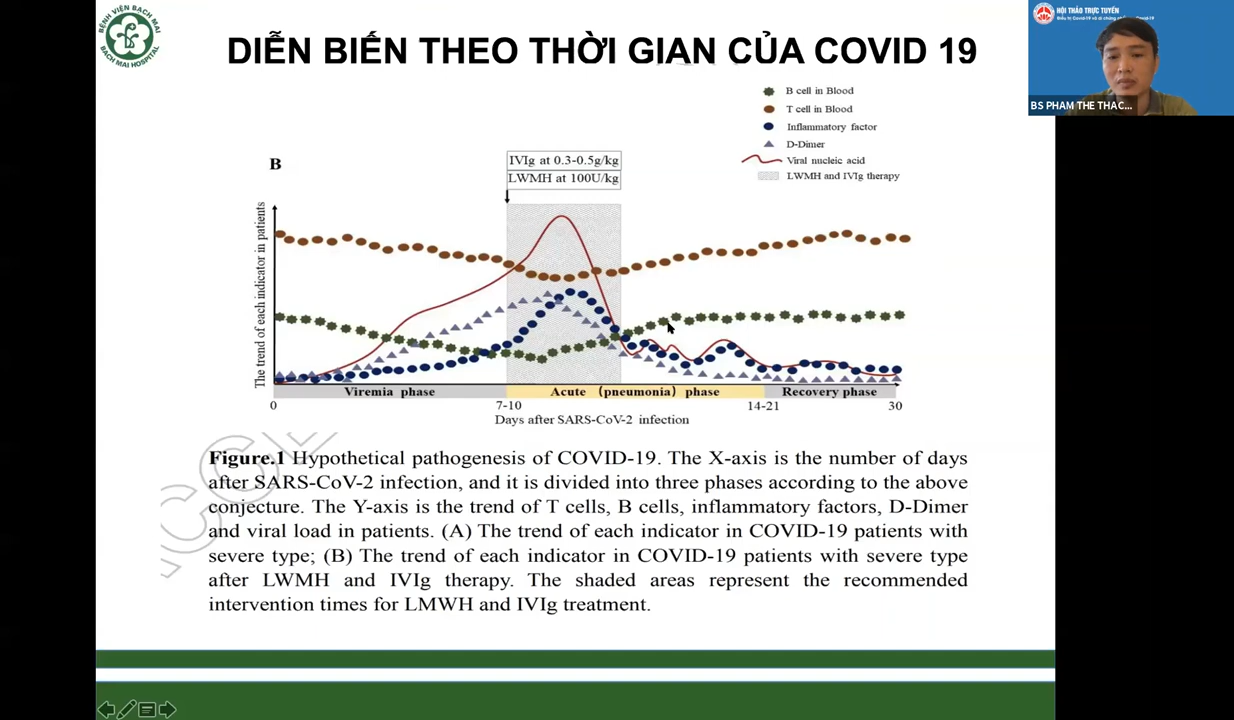 BỆNH VIỆN BẠCH MAI
BACH MAI HOSPITAL
DIỄN BIẾN THEO THỜI GIAN CỦA COVID 19
HỘI THẢO TRỰC TUYẾN
BS PHAM THE THAC...
B cell in Blood
T cell in Blood
Inflammatory factor
D-Dimer
Viral nucleic acid
LWMH and IVIg therapy
B
IVIg at 0.3-0.5g/kg
LWMH at 100U/kg
The trend of each indicator in patients
Viremia phase
Acute (pneumonia) phase
Recovery phase
0
7-10
14-21
30
Days after SARS-CoV-2 infection
Figure.1 Hypothetical pathogenesis of COVID-19. The X-axis is the number of days
after SARS-CoV-2 infection, and it is divided into three phases according to the above
conjecture. The Y-axis is the trend of T cells, B cells, inflammatory factors, D-Dimer
and viral load in patients. (A) The trend of each indicator in COVID-19 patients with
severe type; (B) The trend of each indicator in COVID-19 patients with severe type
after LWMH and IVIg therapy. The shaded areas represent the recommended
intervention times for LMWH and IVIg treatment.